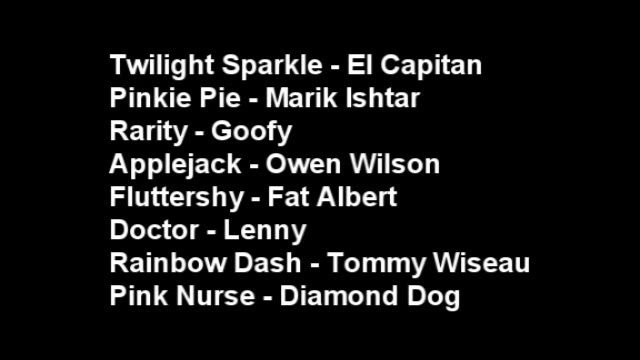 Twilight Sparkle - El Capitan
Pinkie Pie - Marik Ishtar
Rarity - Goofy
Applejack - Owen Wilson
Fluttershy - Fat Albert
Doctor - Lenny
Rainbow Dash - Tommy Wiseau
Pink Nurse - Diamond Dog